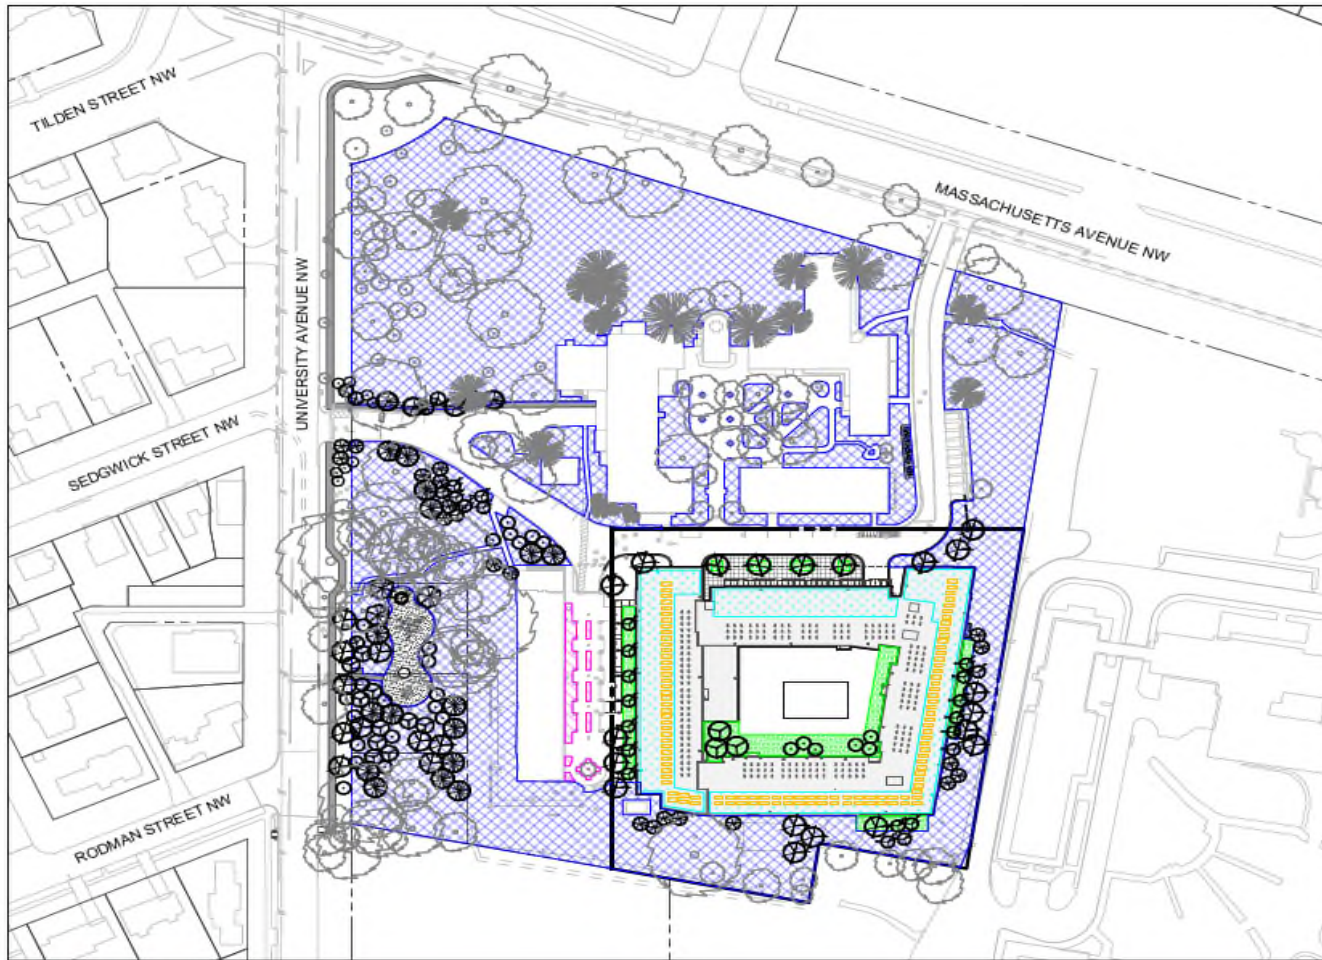 TILDEN STREET NW
MASSACHUSETTS AVENUE NW
UNIVERSITY AVENUE NW
SEDGWICK STREET NW
RODMAN STREET NW